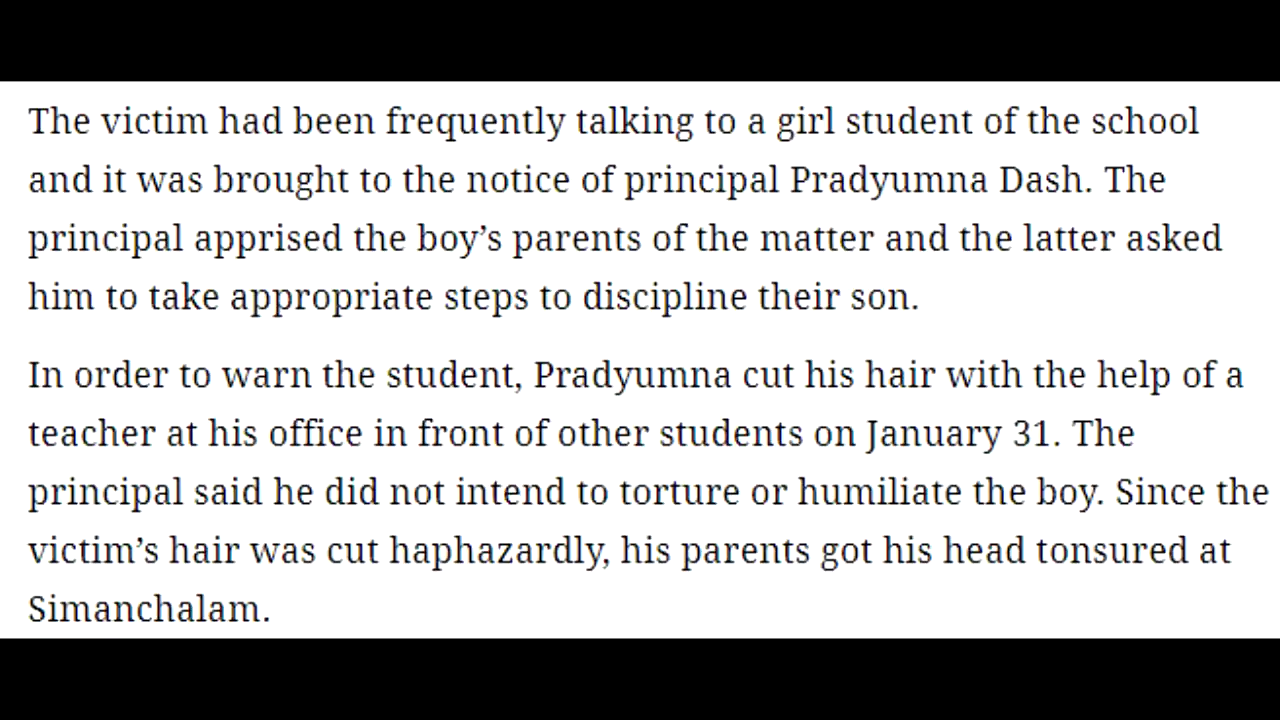 The victim had been frequently talking to a girl student of the school
and it was brought to the notice of principal Pradyumna Dash. The
principal apprised the boy’s parents of the matter and the latter asked
him to take appropriate steps to discipline their son.
In order to warn the student, Pradyumna cut his hair with the help of a
teacher at his office in front of other students on January 31. The
principal said he did not intend to torture or humiliate the boy. Since the
victim’s hair was cut haphazardly, his parents got his head tonsured at
Simanchalam.